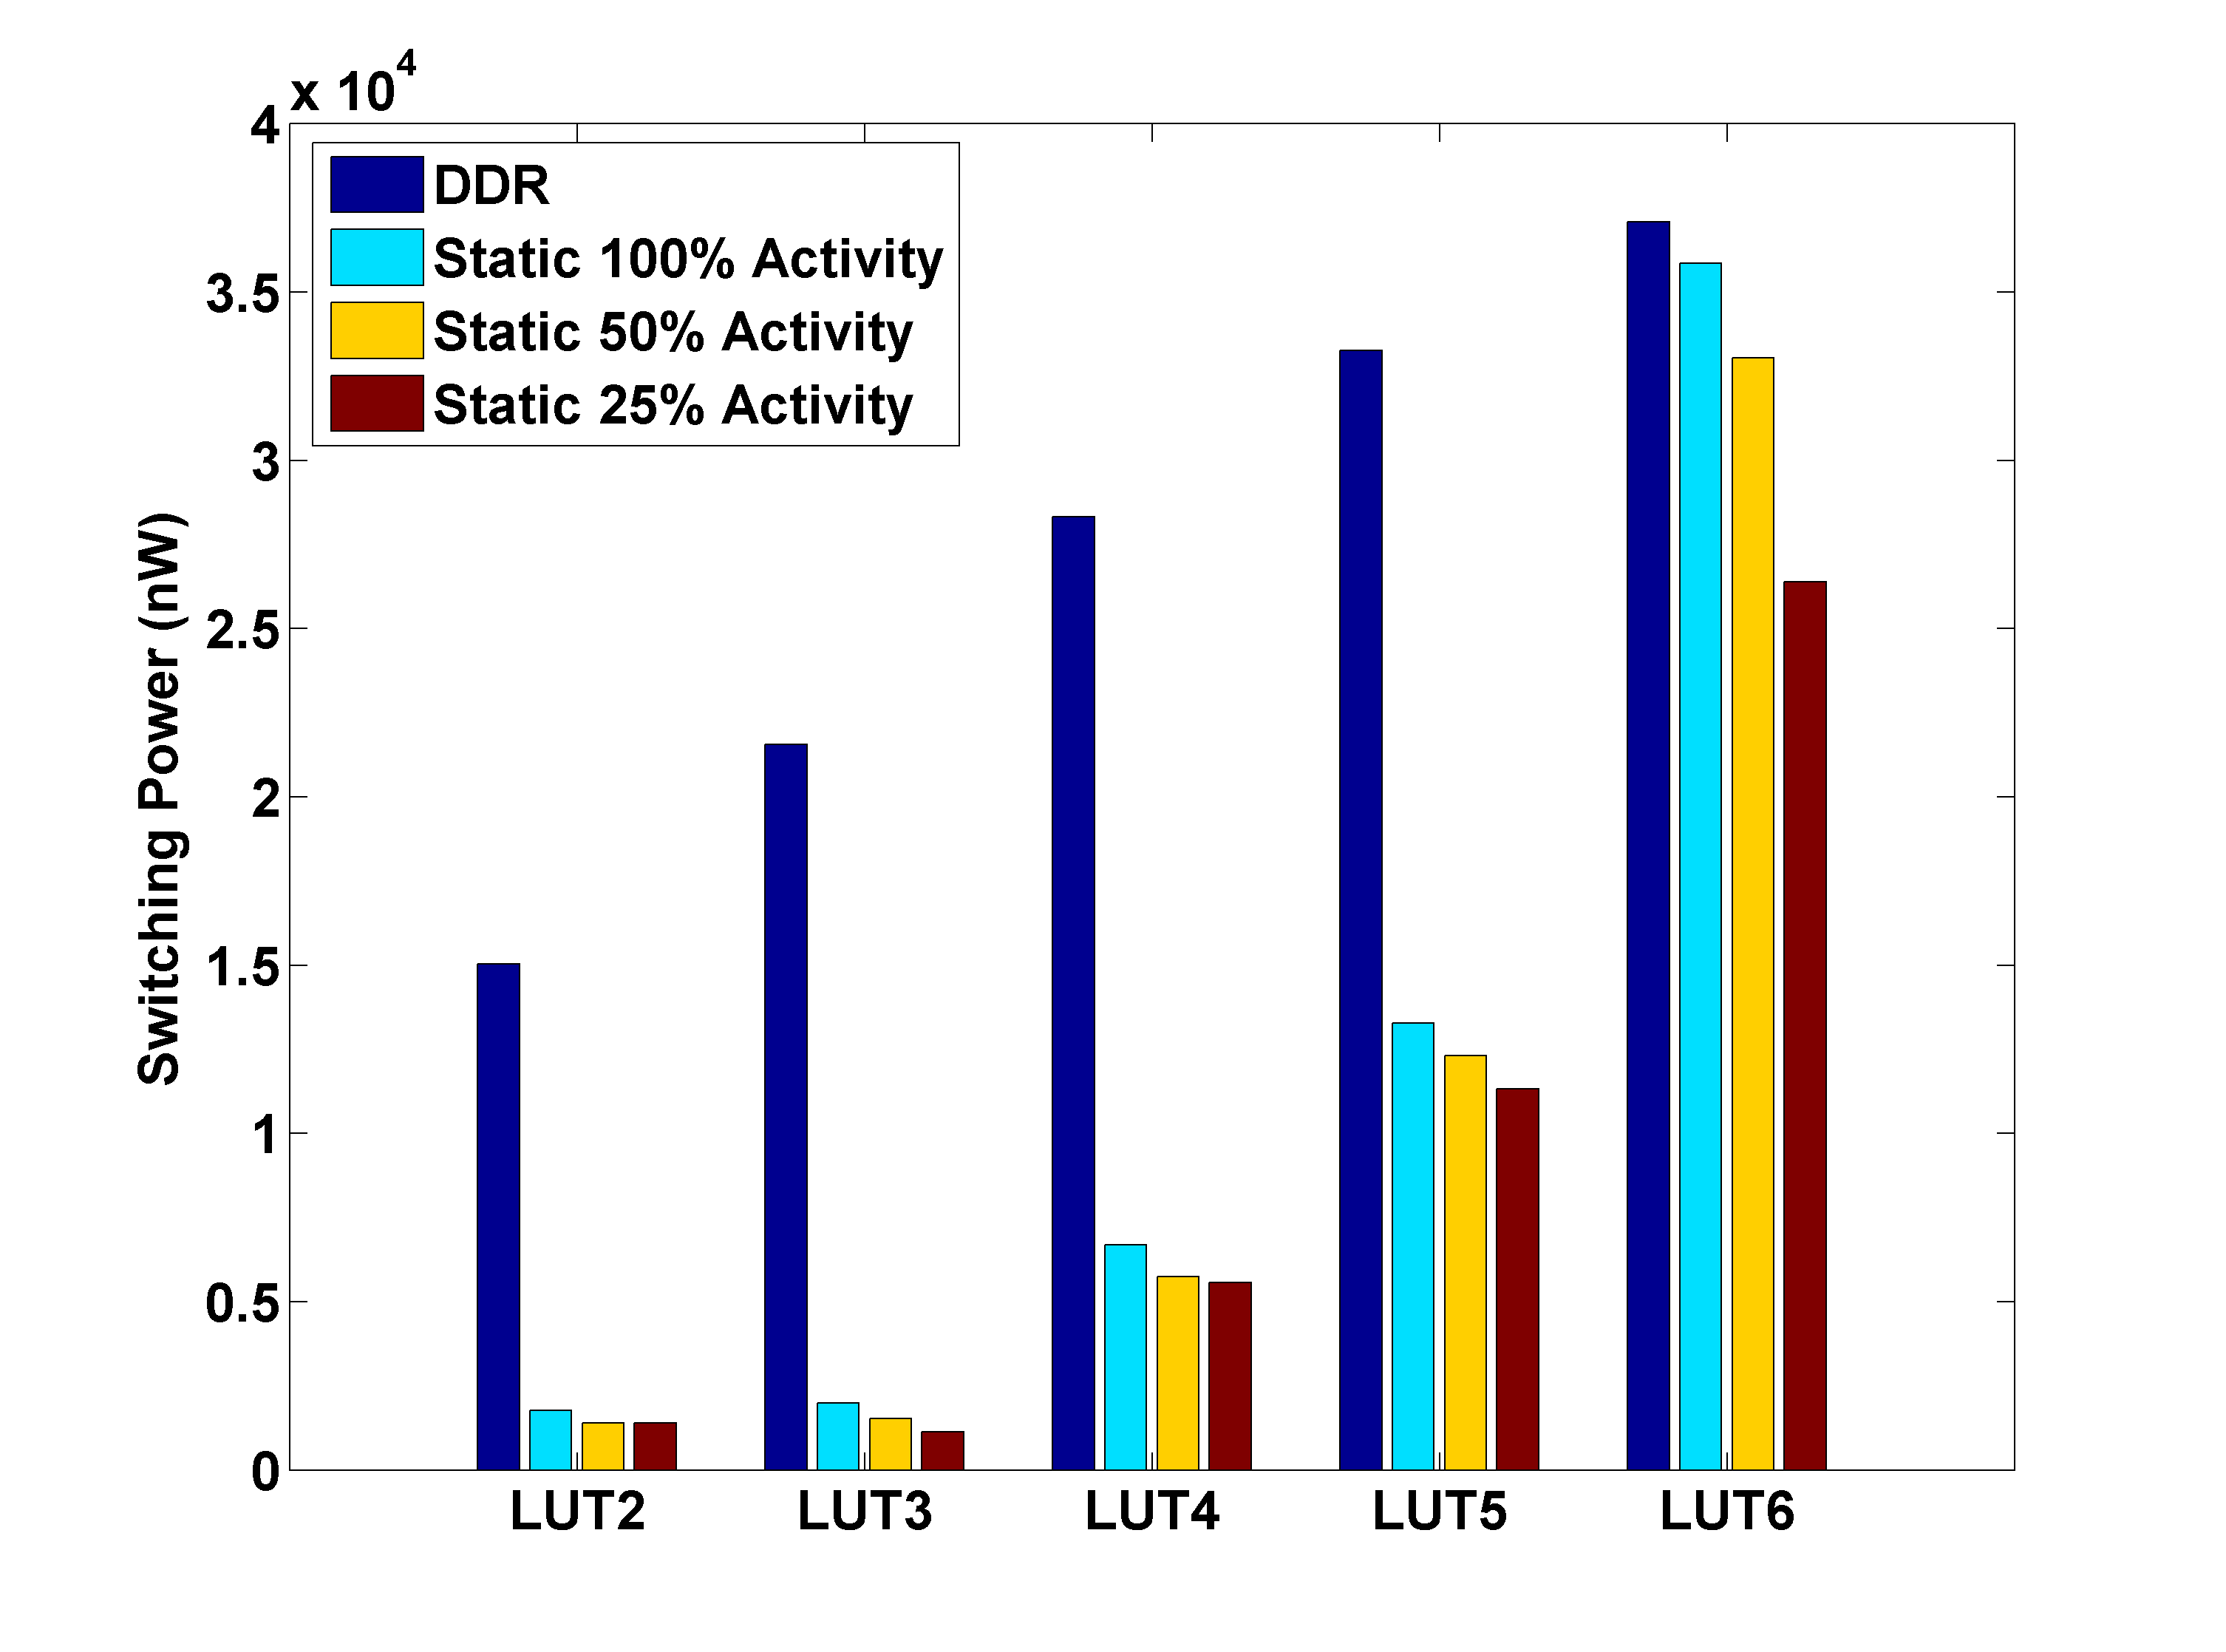 x 10^4
4
3.5
3
2.5
2
1.5
1
0.5
0
Switching Power (nW)
DDR
Static 100% Activity
Static 50% Activity
Static 25% Activity
LUT2 LUT3 LUT4 LUT5 LUT6